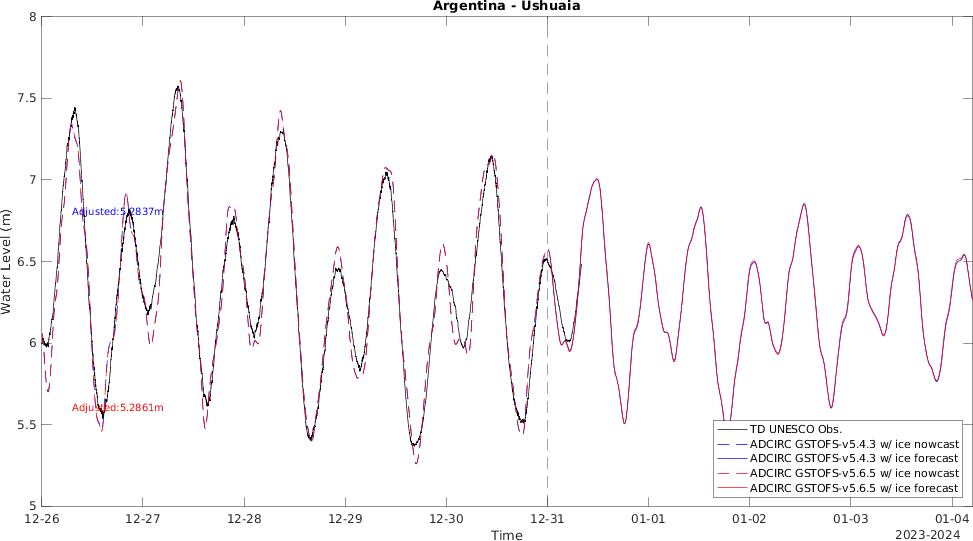 Argentina - Ushuaia
Water Level (m)
8
7.5
7
6.5
6
5.5
5
Adjusted:5.2837m
Adjusted:5.2861m
TD UNESCO Obs.
ADCIRC GSTOFS-v5.4.3 w/ ice nowcast
ADCIRC GSTOFS-v5.4.3 w/ ice forecast
ADCIRC GSTOFS-v5.6.5 w/ ice nowcast
ADCIRC GSTOFS-v5.6.5 w/ ice forecast
12-26 12-27 12-28 12-29 12-30 12-31 01-01 01-02 01-03 01-04
Time
2023-2024